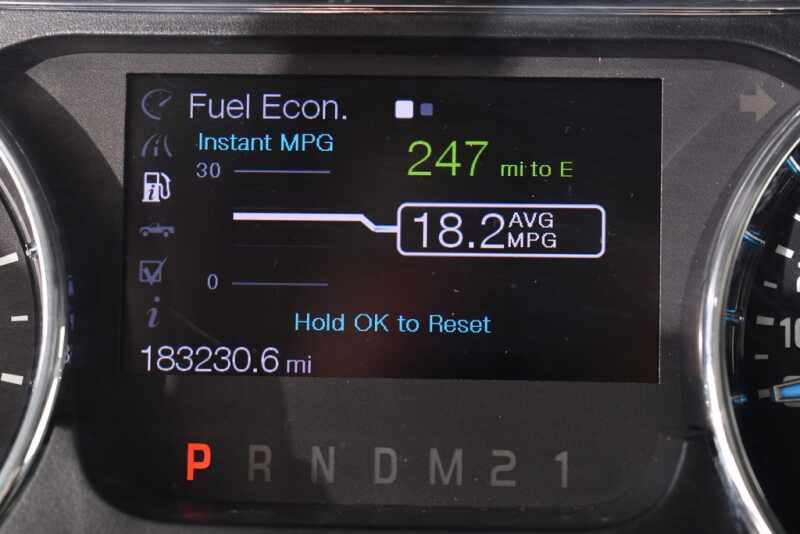 Fuel Econ.
Instant MPG
247 mi to E
30
18.2 AVG MPG
0
Hold OK to Reset
183230.6 mi
P R N D M 2 1